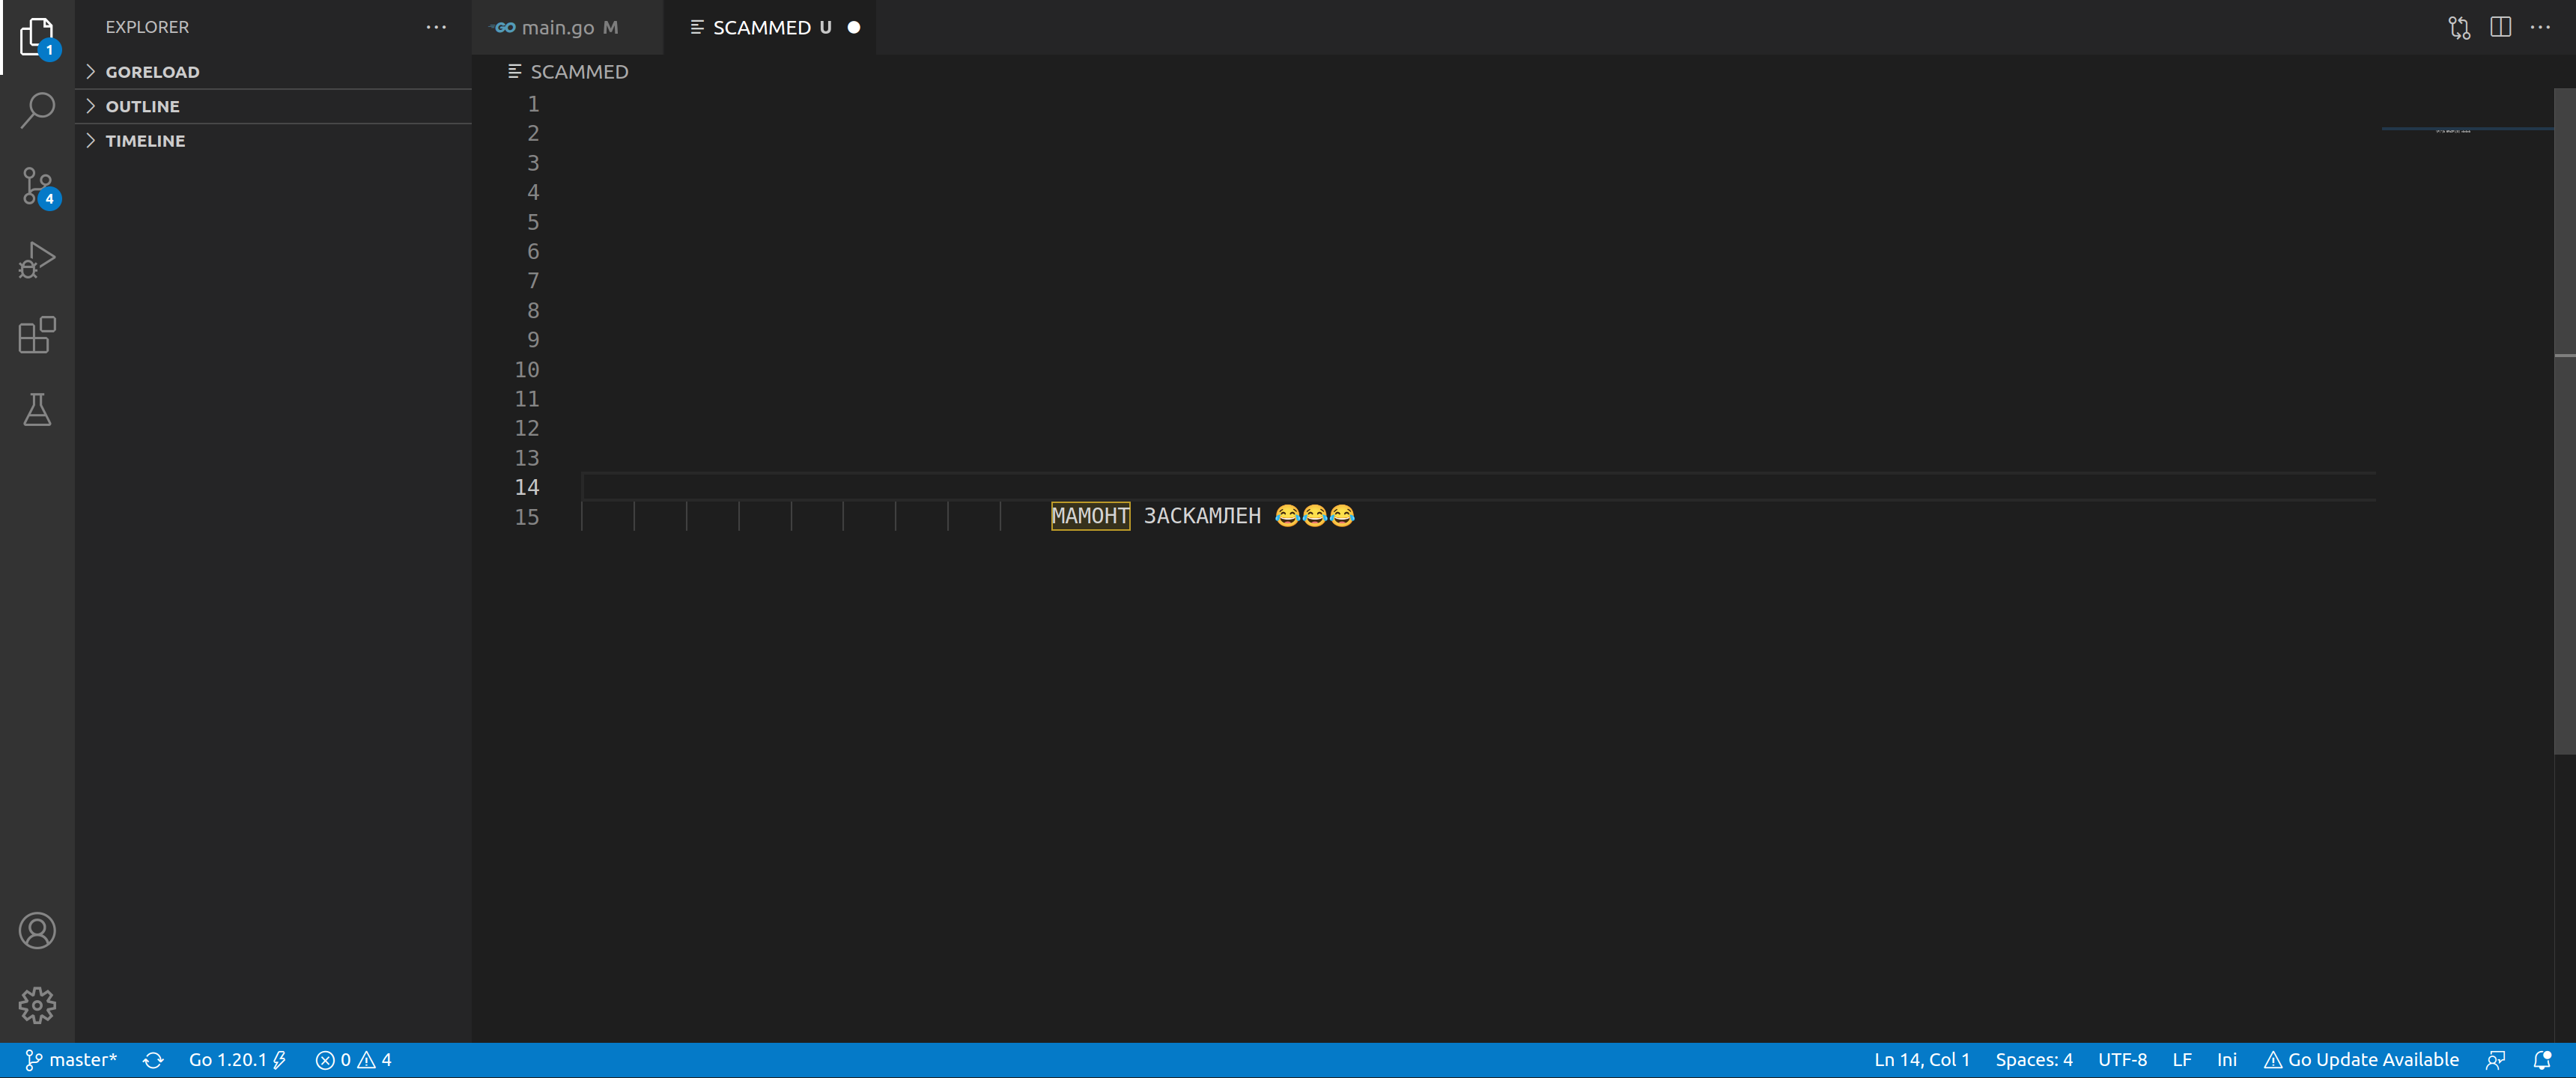 EXPLORER
GORELOAD
OUTLINE
TIMELINE
1
4
GO main.go M
SCAMMED U
SCAMMED
1
2
3
4
5
6
7
8
9
10
11
12
13
14
15 МАМОНТ ЗАСКАМЛЕН 😂😂😂
master* Go 1.20.1 0 4 Ln 14, Col 1 Spaces: 4 UTF-8 LF Ini Go Update Available